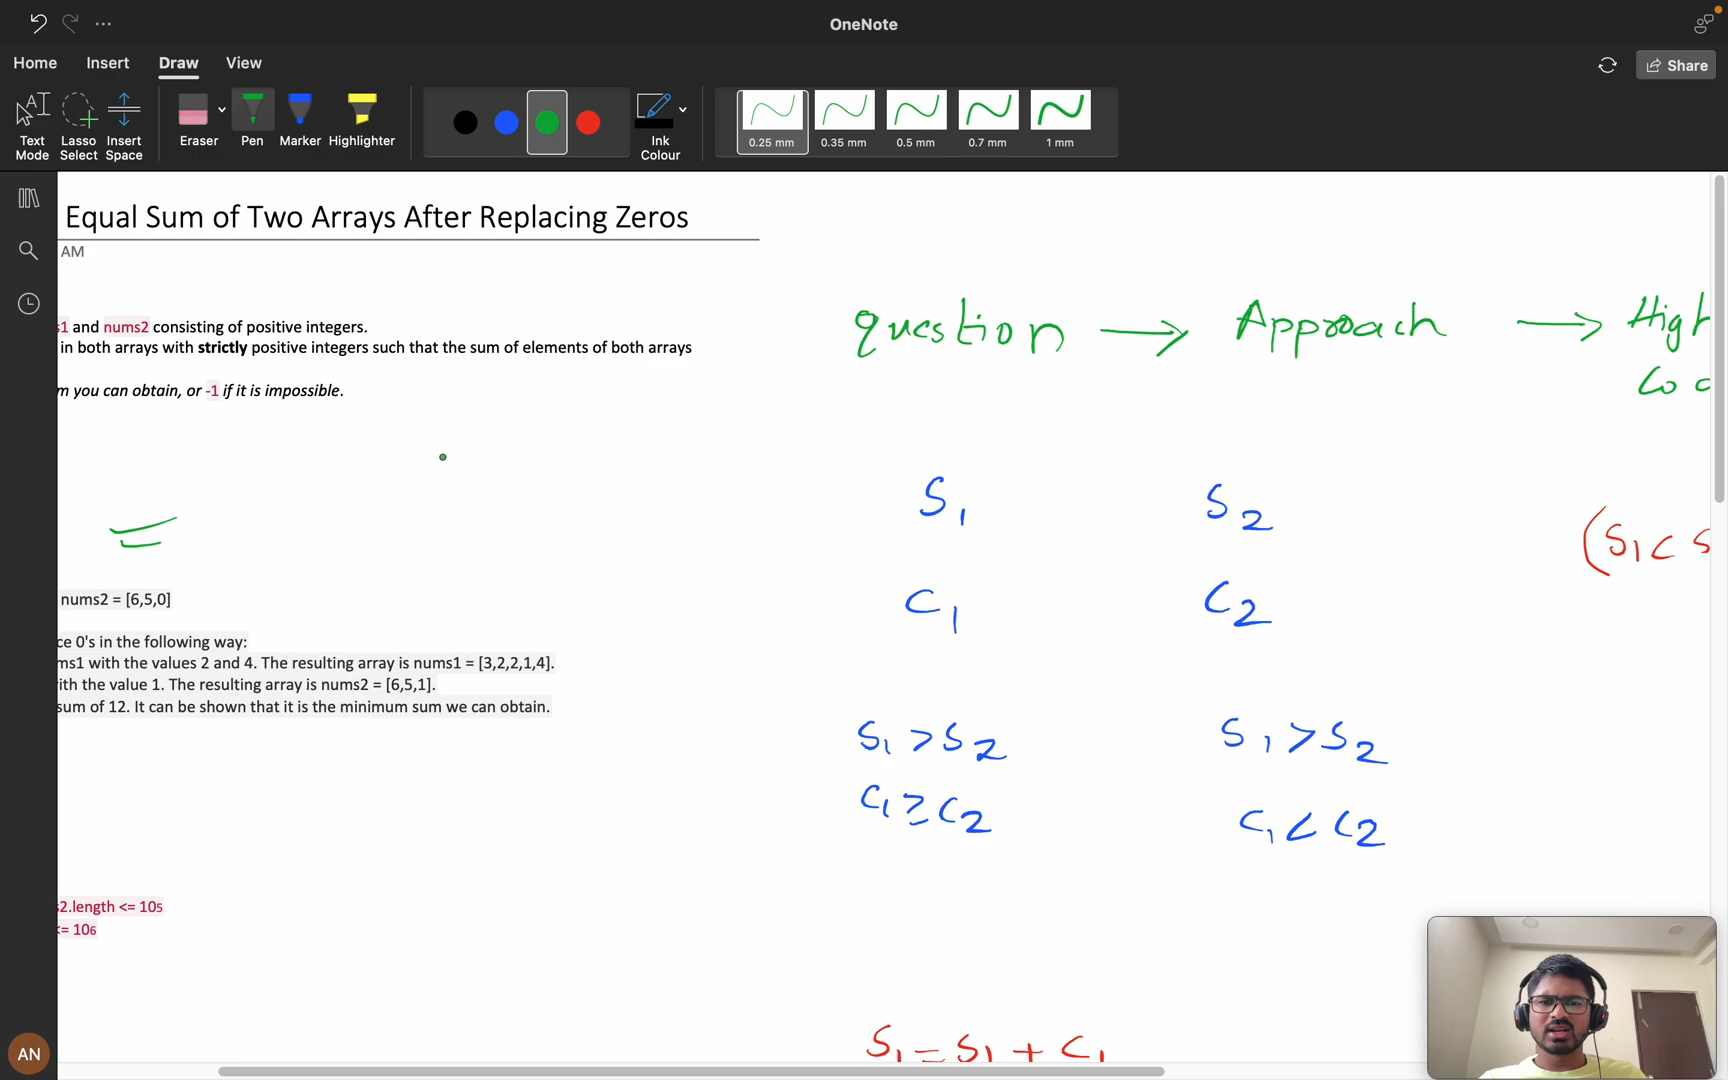 OneNote
Home Insert Draw View
Share
Text Mode
Lasso Select
Insert Space
Eraser
Pen
Marker
Highlighter
Ink Colour
0.25 mm
0.35 mm
0.5 mm
0.7 mm
1 mm
Equal Sum of Two Arrays After Replacing Zeros
AM
s1 and nums2 consisting of positive integers.
in both arrays with strictly positive integers such that the sum of elements of both arrays
m you can obtain, or -1 if it is impossible.
question → Approach → High
Co
S1 S2
(S1 < S
C1 C2
=
nums2 = [6,5,0]
ce 0's in the following way:
ms1 with the values 2 and 4. The resulting array is nums1 = [3,2,2,1,4].
ith the value 1. The resulting array is nums2 = [6,5,1].
sum of 12. It can be shown that it is the minimum sum we can obtain.
S1 > S2 S1 > S2
C1 ≥ C2 C1 < C2
s2.length <= 105
<= 106
S1 = S1 + C1
AN